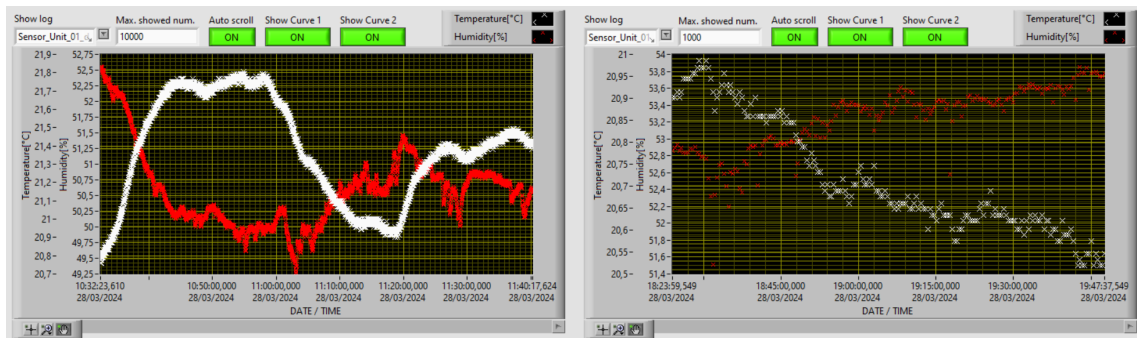 Show log
Max. showed num.
Auto scroll
Show Curve 1
Show Curve 2
Temperature[°C]
Sensor_Unit_01_
10000
ON
ON
ON
Humidity[%]
21,9-
21,8-
21,7-
21,6-
21,5-
21,4-
21,3-
21,2-
21,1-
21-
20,9-
20,8-
20,7-
Temperature[°C]
52,75
52,5-
52,25
52-
51,75
51,5-
51,25
51-
50,75
50,5-
50,25
50-
49,75
49,5-
49,25
Humidity[%]
10:32:23,610
10:50:00,000
11:00:00,000
11:10:00,000
11:20:00,000
11:30:00,000
11:40:17,624
28/03/2024
28/03/2024
28/03/2024
28/03/2024
28/03/2024
28/03/2024
28/03/2024
DATE / TIME
Show log
Max. showed num.
Auto scroll
Show Curve 1
Show Curve 2
Temperature[°C]
Sensor_Unit_01
1000
ON
ON
ON
Humidity[%]
21-
20,95-
20,9-
20,85-
20,8-
20,75-
20,7-
20,65-
20,6-
20,55-
20,5-
Temperature[°C]
54
53,8-
53,6-
53,4-
53,2-
53-
52,8-
52,6-
52,4-
52,2-
52-
51,8-
51,6-
51,4
Humidity[%]
18:23:59,549
18:45:00,000
19:00:00,000
19:15:00,000
19:30:00,000
19:47:37,549
28/03/2024
28/03/2024
28/03/2024
28/03/2024
28/03/2024
28/03/2024
DATE / TIME